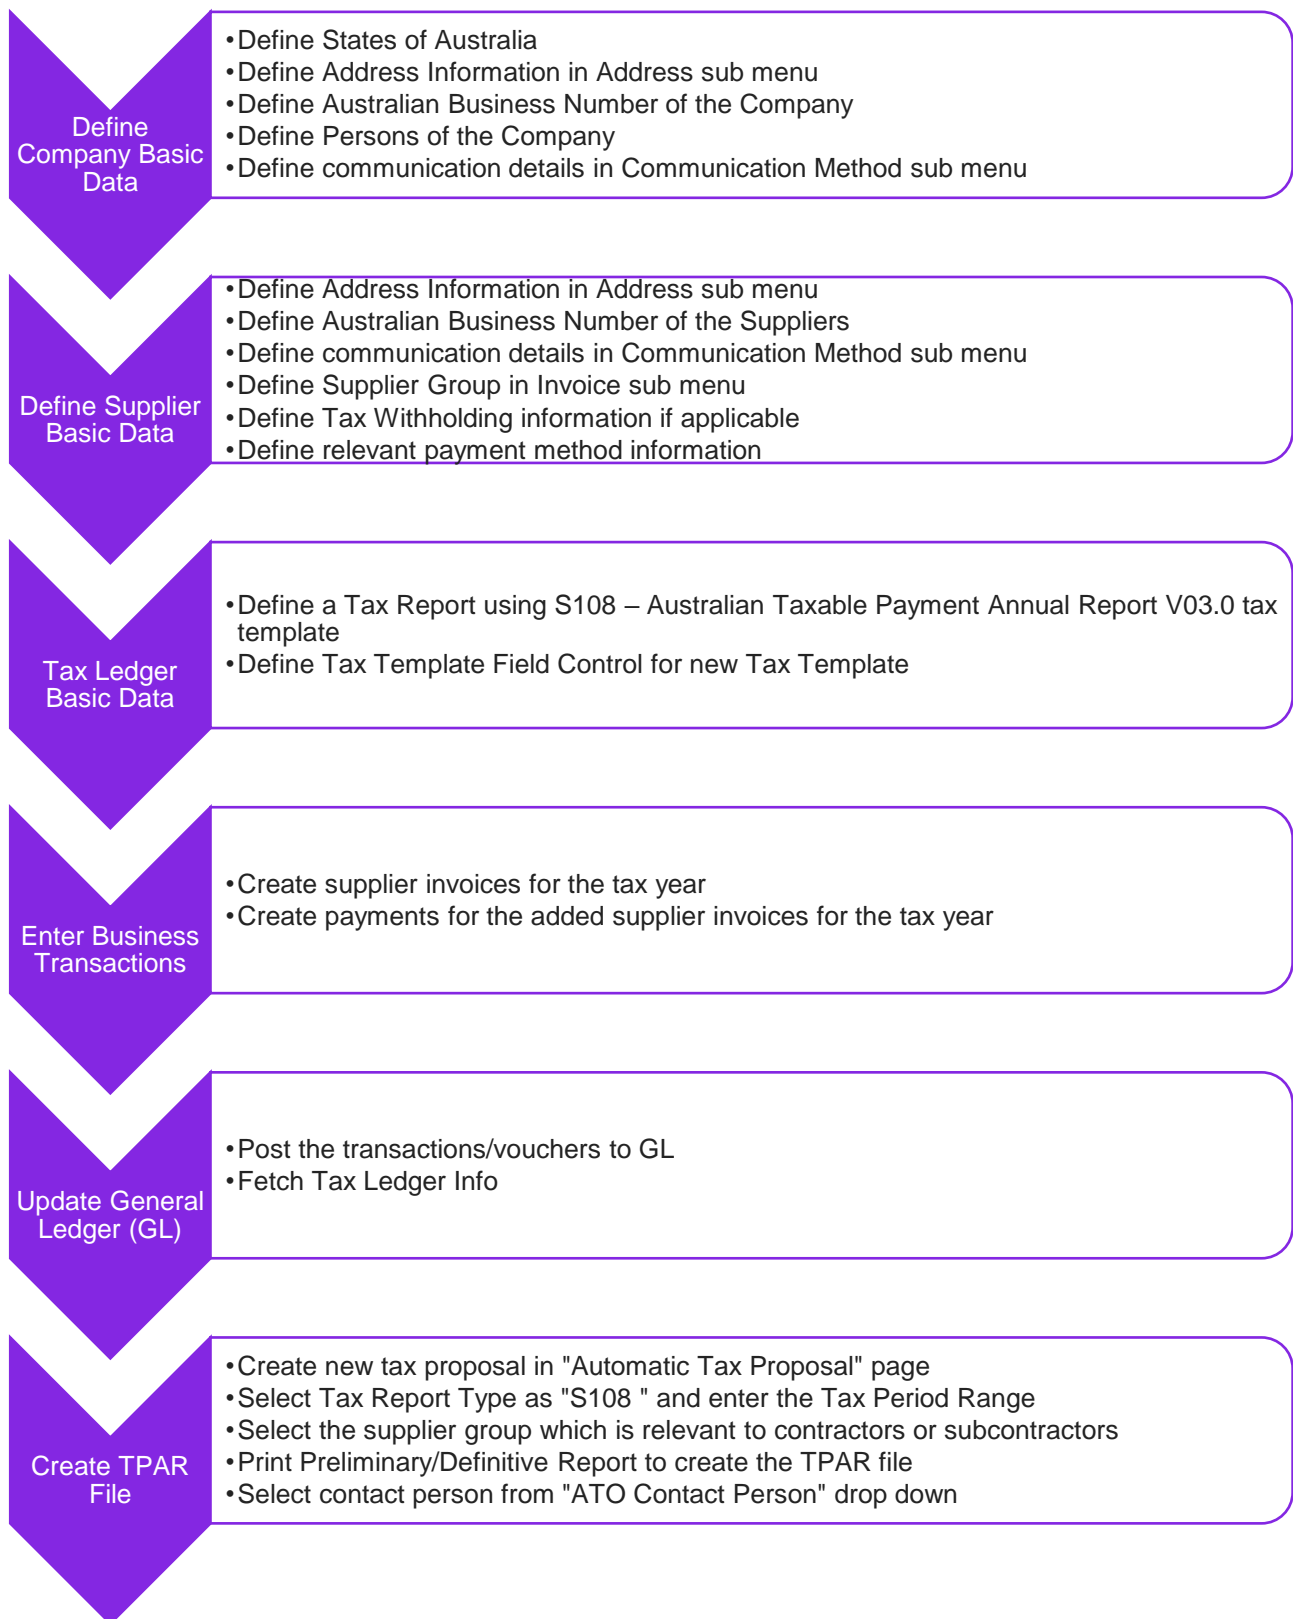 Define
Company Basic
Data
•Define States of Australia
•Define Address Information in Address sub menu
•Define Australian Business Number of the Company
•Define Persons of the Company
•Define communication details in Communication Method sub menu
Define Supplier
Basic Data
•Define Address Information in Address sub menu
•Define Australian Business Number of the Suppliers
•Define communication details in Communication Method sub menu
•Define Supplier Group in Invoice sub menu
•Define Tax Withholding information if applicable
•Define relevant payment method information
Tax Ledger
Basic Data
•Define a Tax Report using S108 – Australian Taxable Payment Annual Report V03.0 tax
template
•Define Tax Template Field Control for new Tax Template
Enter Business
Transactions
•Create supplier invoices for the tax year
•Create payments for the added supplier invoices for the tax year
Update General
Ledger (GL)
•Post the transactions/vouchers to GL
•Fetch Tax Ledger Info
Create TPAR
File
•Create new tax proposal in "Automatic Tax Proposal" page
•Select Tax Report Type as "S108 " and enter the Tax Period Range
•Select the supplier group which is relevant to contractors or subcontractors
•Print Preliminary/Definitive Report to create the TPAR file
•Select contact person from "ATO Contact Person" drop down